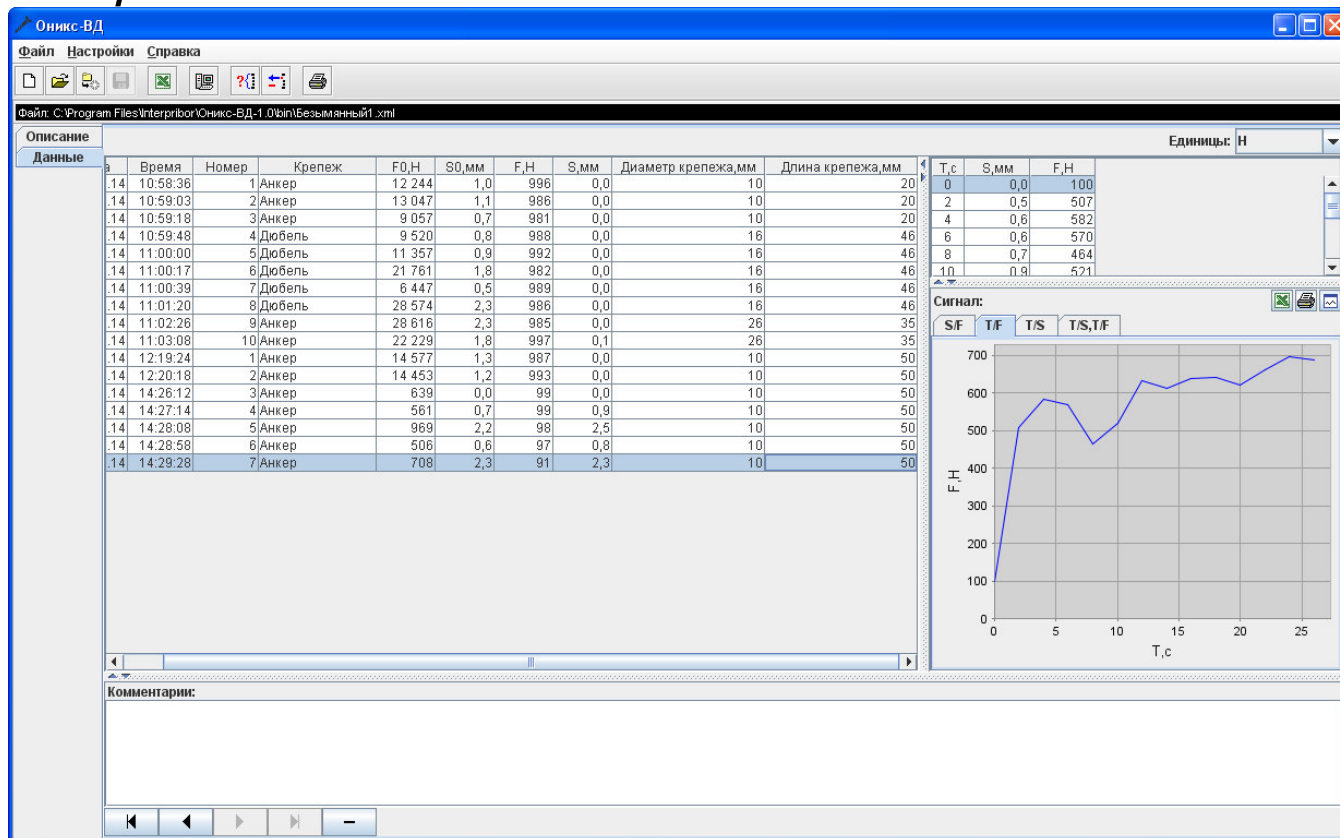 Оникс-ВД
Файл Настройки Справка
Файл: C:\Program Files\Interpribor\Оникс-ВД-1.0\bin\Безымянный1.xml
Описание
Данные
Единицы: Н
а Время Номер Крепеж F0,Н S0,мм F,Н S,мм Диаметр крепежа,мм Длина крепежа,мм
.14 10:58:36 1 Анкер 12 244 1,0 996 0,0 10 20
.14 10:59:03 2 Анкер 13 047 1,1 986 0,0 10 20
.14 10:59:18 3 Анкер 9 057 0,7 981 0,0 10 20
.14 10:59:48 4 Дюбель 9 520 0,8 988 0,0 16 46
.14 11:00:00 5 Дюбель 11 357 0,9 992 0,0 16 46
.14 11:00:17 6 Дюбель 21 761 1,8 982 0,0 16 46
.14 11:00:39 7 Дюбель 6 447 0,5 989 0,0 16 46
.14 11:01:20 8 Дюбель 28 574 2,3 986 0,0 16 46
.14 11:02:26 9 Анкер 28 616 2,3 985 0,0 26 35
.14 11:03:08 10 Анкер 22 229 1,8 997 0,1 26 35
.14 12:19:24 1 Анкер 14 577 1,3 987 0,0 10 50
.14 12:20:18 2 Анкер 14 453 1,2 993 0,0 10 50
.14 14:26:12 3 Анкер 639 0,0 99 0,0 10 50
.14 14:27:14 4 Анкер 561 0,7 99 0,9 10 50
.14 14:28:08 5 Анкер 969 2,2 98 2,5 10 50
.14 14:28:58 6 Анкер 506 0,6 97 0,8 10 50
.14 14:29:28 7 Анкер 708 2,3 91 2,3 10 50
T,с S,мм F,Н
0 0,0 100
2 0,5 507
4 0,6 582
6 0,6 570
8 0,7 464
10 0,9 521
Сигнал:
S/F T/F T/S T/S,T/F
700
600
500
400
300
200
100
0
F,Н
0 5 10 15 20 25
T,с
Комментарии: